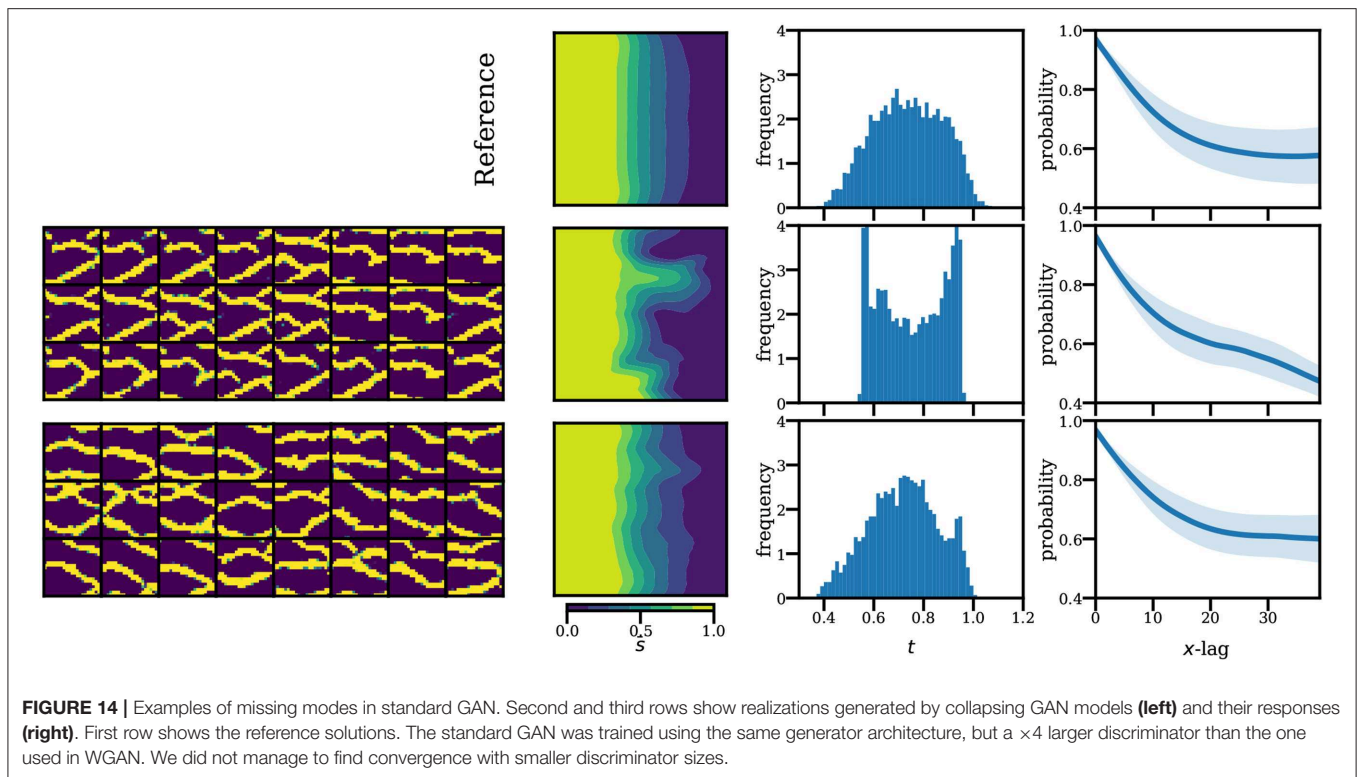 Reference
4
3
2
1
0
frequency
1.0
0.8
0.6
0.4
probability
4
3
2
1
0
frequency
1.0
0.8
0.6
0.4
probability
4
3
2
1
0
frequency
1.0
0.8
0.6
0.4
probability
0.0 0.5 1.0
ŝ
0.4 0.6 0.8 1.0 1.2
t
0 10 20 30
x-lag
FIGURE 14 | Examples of missing modes in standard GAN. Second and third rows show realizations generated by collapsing GAN models (left) and their responses
(right). First row shows the reference solutions. The standard GAN was trained using the same generator architecture, but a ×4 larger discriminator than the one
used in WGAN. We did not manage to find convergence with smaller discriminator sizes.